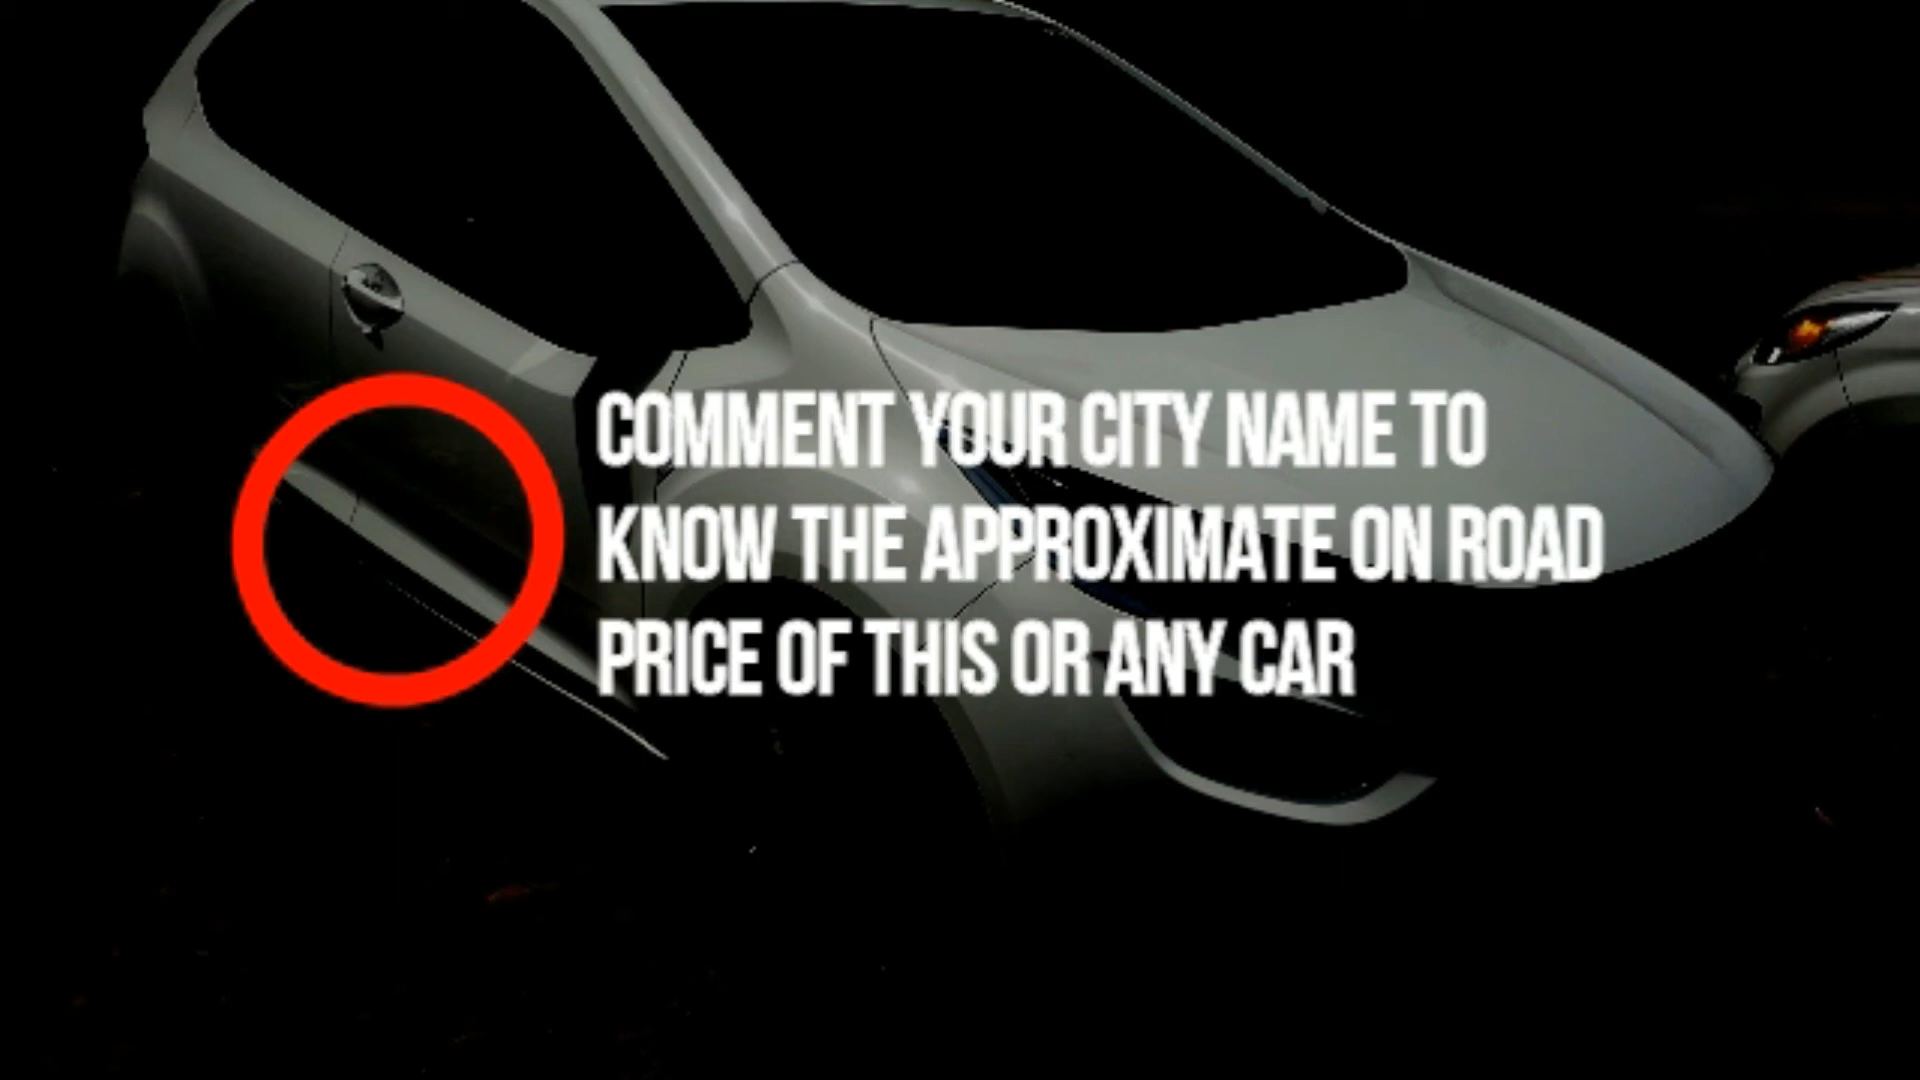 COMMENT YOUR CITY NAME TO
KNOW THE APPROXIMATE ON ROAD
PRICE OF THIS OR ANY CAR